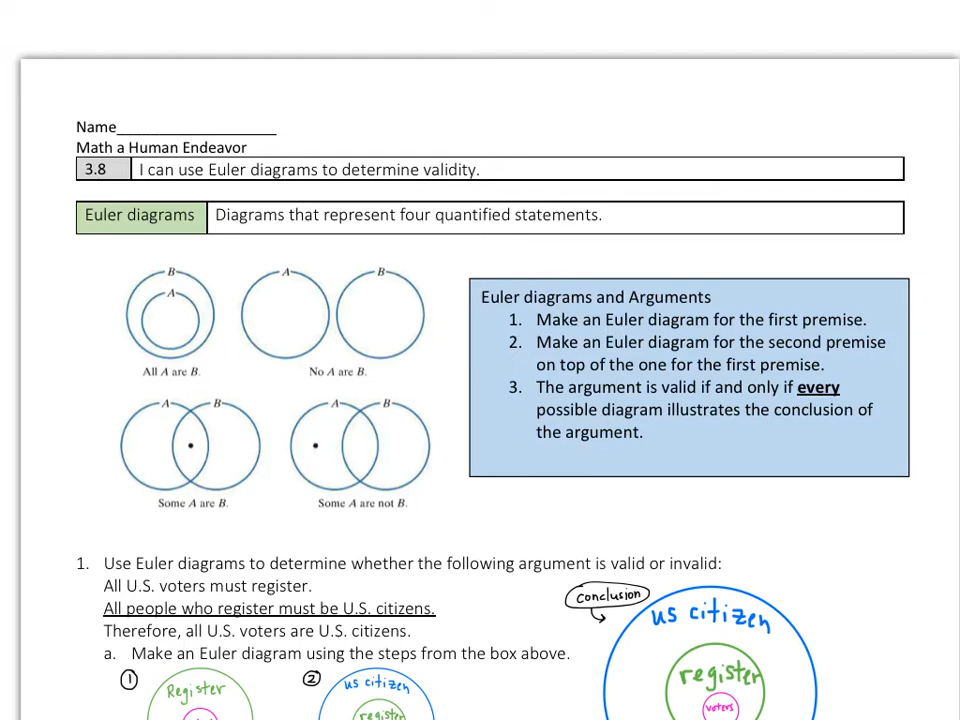 Name___________________
Math a Human Endeavor
3.8 I can use Euler diagrams to determine validity.
Euler diagrams Diagrams that represent four quantified statements.
B
A
A
B
All A are B.
No A are B.
A
B
A
B
Some A are B.
Some A are not B.
Euler diagrams and Arguments
1. Make an Euler diagram for the first premise.
2. Make an Euler diagram for the second premise
on top of the one for the first premise.
3. The argument is valid if and only if every
possible diagram illustrates the conclusion of
the argument.
1. Use Euler diagrams to determine whether the following argument is valid or invalid:
All U.S. voters must register.
All people who register must be U.S. citizens.
Therefore, all U.S. voters are U.S. citizens.
a. Make an Euler diagram using the steps from the box above.
conclusion
us citizen
register
voters
1
Register
2
us citizen
register